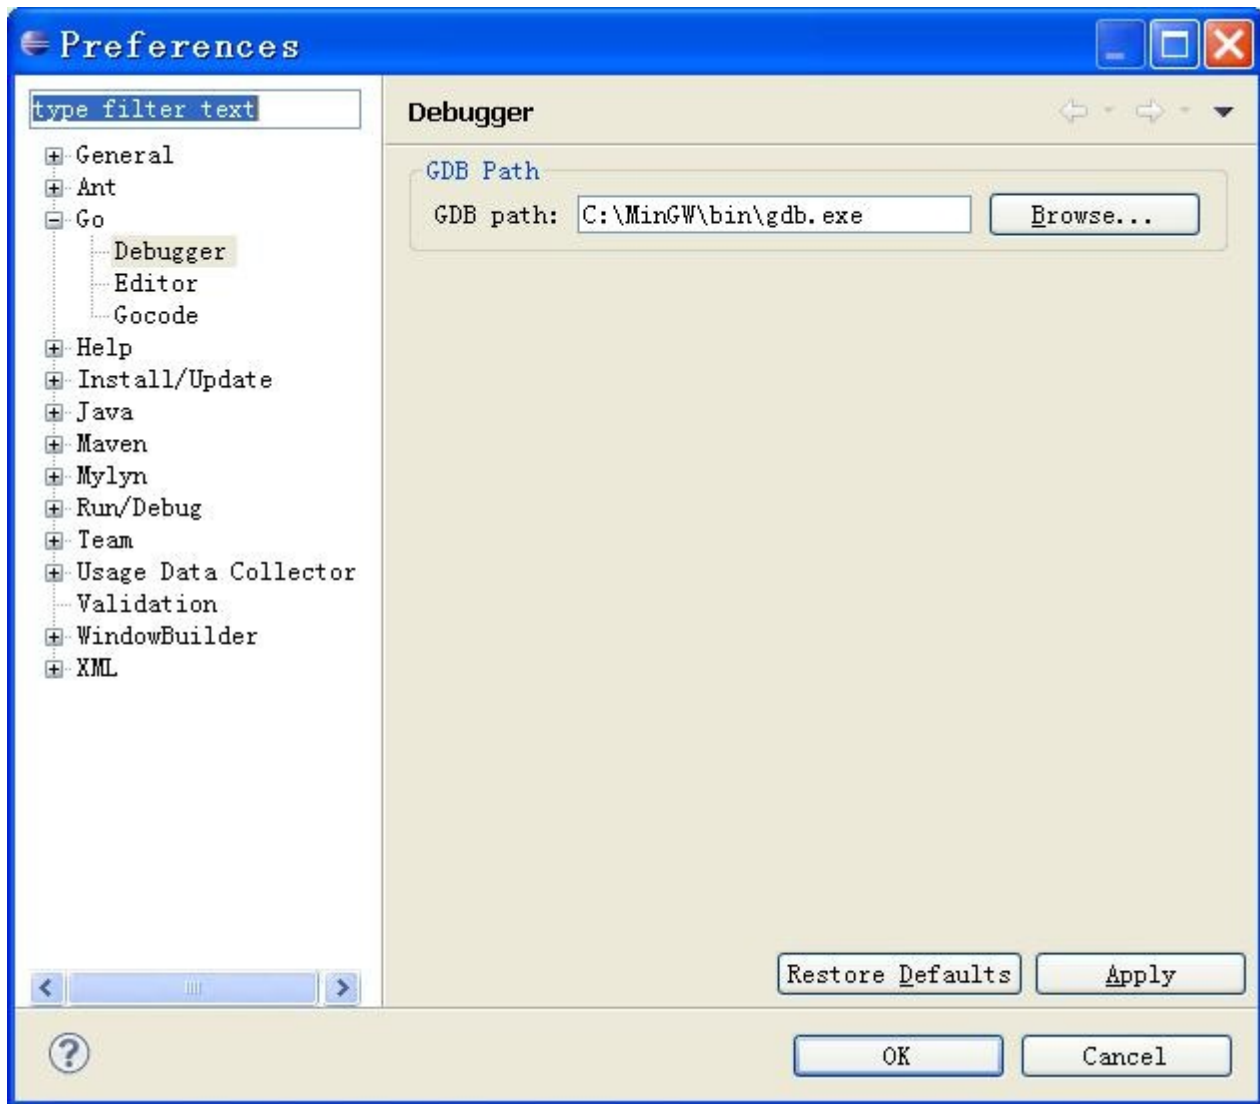 Preferences
type filter text
General
Ant
Go
Debugger
Editor
Gocode
Help
Install/Update
Java
Maven
Mylyn
Run/Debug
Team
Usage Data Collector
Validation
WindowBuilder
XML
Debugger
GDB Path
GDB path: C:\MinGW\bin\gdb.exe Browse...
Restore Defaults Apply
? OK Cancel